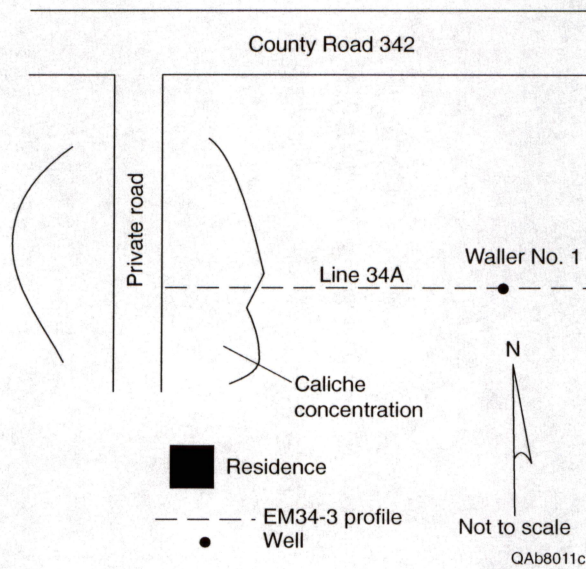 County Road 342
Private road
Line 34A
Waller No. 1
N
Caliche
concentration
Residence
EM34-3 profile
Well
Not to scale
QAb8011c